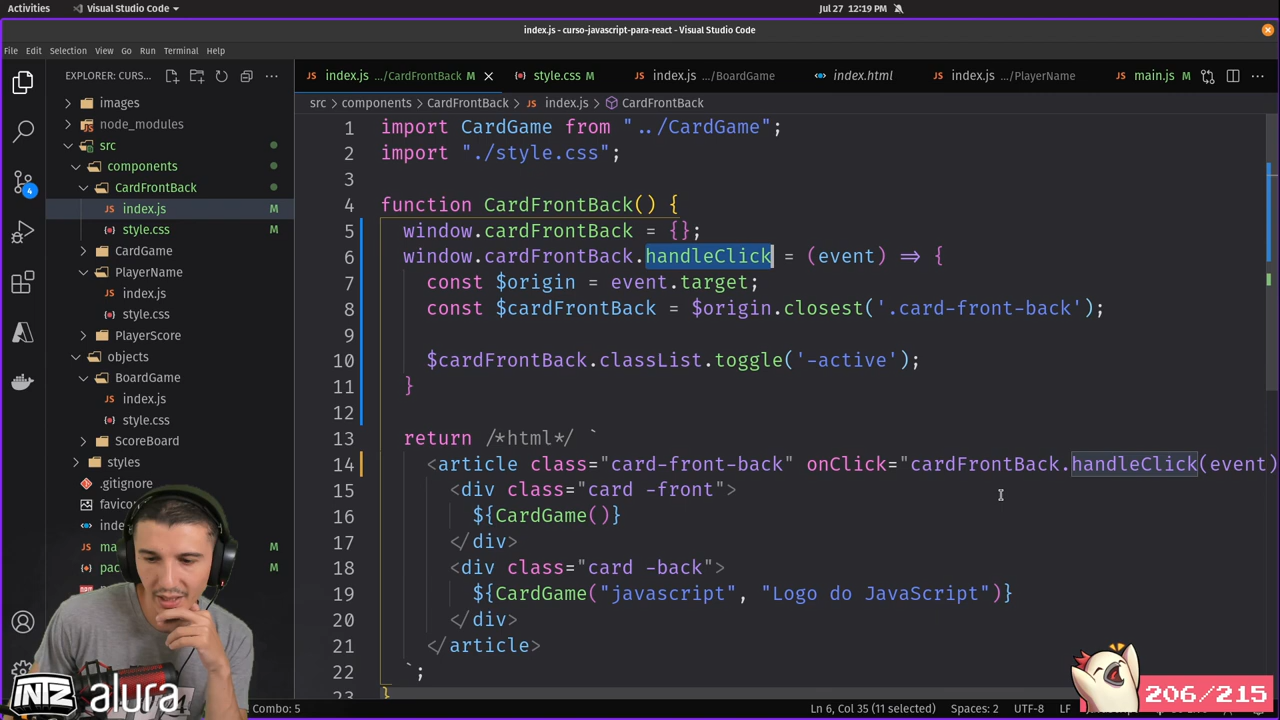 Activities
Visual Studio Code
Jul 27 12:19 PM
index.js - curso-javascript-para-react - Visual Studio Code
File Edit Selection View Go Run Terminal Help
EXPLORER: CURS...
index.js .../CardFrontBack M
style.css M
index.js .../BoardGame
index.html
index.js .../PlayerName
main.js M
src > components > CardFrontBack > index.js > CardFrontBack
images
node_modules
src
components
CardFrontBack
index.js M
style.css M
CardGame
PlayerName
index.js
style.css
PlayerScore
objects
BoardGame
index.js
style.css
ScoreBoard
styles
.gitignore
favico
inde
ma M
pac M
4
1 import CardGame from "../CardGame";
2 import "./style.css";
3
4 function CardFrontBack() {
5 window.cardFrontBack = {};
6 window.cardFrontBack.handleClick = (event) => {
7 const $origin = event.target;
8 const $cardFrontBack = $origin.closest('.card-front-back');
9
10 $cardFrontBack.classList.toggle('-active');
11 }
12
13 return /*html*/ `
14 <article class="card-front-back" onClick="cardFrontBack.handleClick(event)
15 <div class="card -front">
16 ${CardGame()}
17 </div>
18 <div class="card -back">
19 ${CardGame("javascript", "Logo do JavaScript")}
20 </div>
21 </article>
22 `;
23 }
NTZ alura
206/215
Combo: 5
Ln 6, Col 35 (11 selected)
Spaces: 2
UTF-8
LF